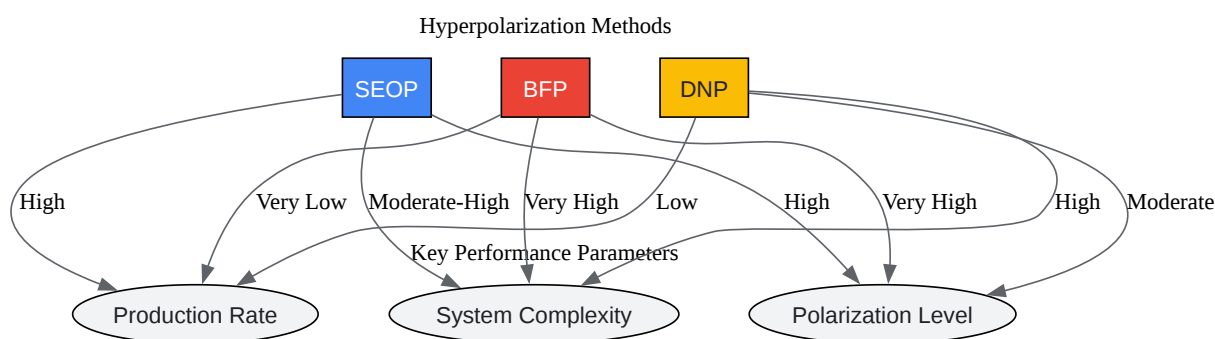 Hyperpolarization Methods
SEOP
BFP
DNP
High
Very Low
Moderate-High
Very High
Low
High
Very High
High
Moderate
Key Performance Parameters
Production Rate
System Complexity
Polarization Level